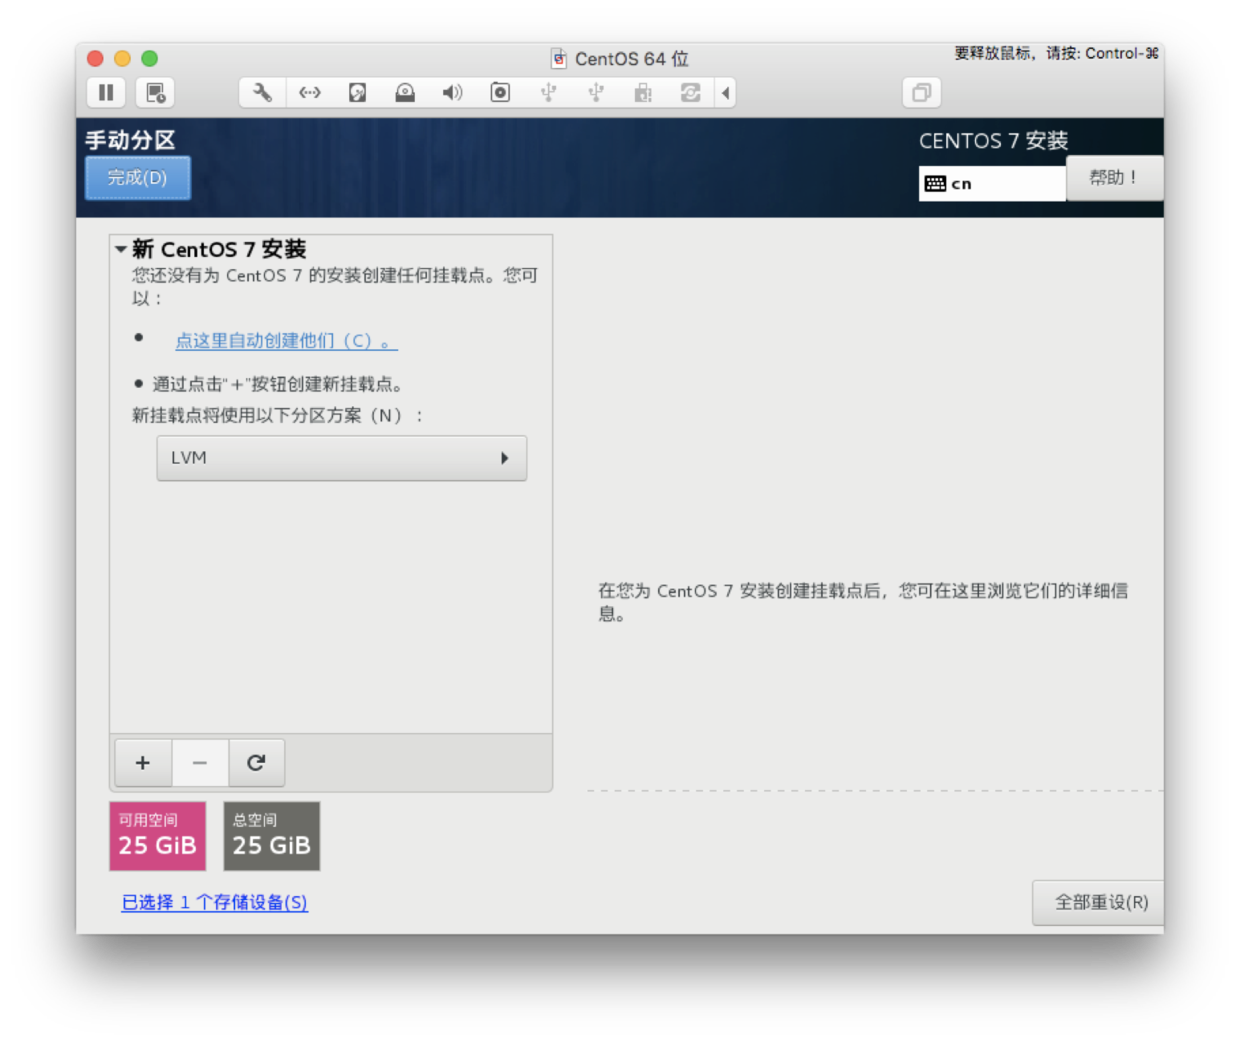 CentOS 64 位
要释放鼠标，请按: Control-⌘
手动分区
CENTOS 7 安装
完成(D)
cn
帮助！
新 CentOS 7 安装
您还没有为 CentOS 7 的安装创建任何挂载点。您可
以：
点这里自动创建他们（C）。
通过点击"+"按钮创建新挂载点。
新挂载点将使用以下分区方案（N）：
LVM
在您为 CentOS 7 安装创建挂载点后，您可在这里浏览它们的详细信
息。
可用空间
25 GiB
总空间
25 GiB
已选择 1 个存储设备(S)
全部重设(R)